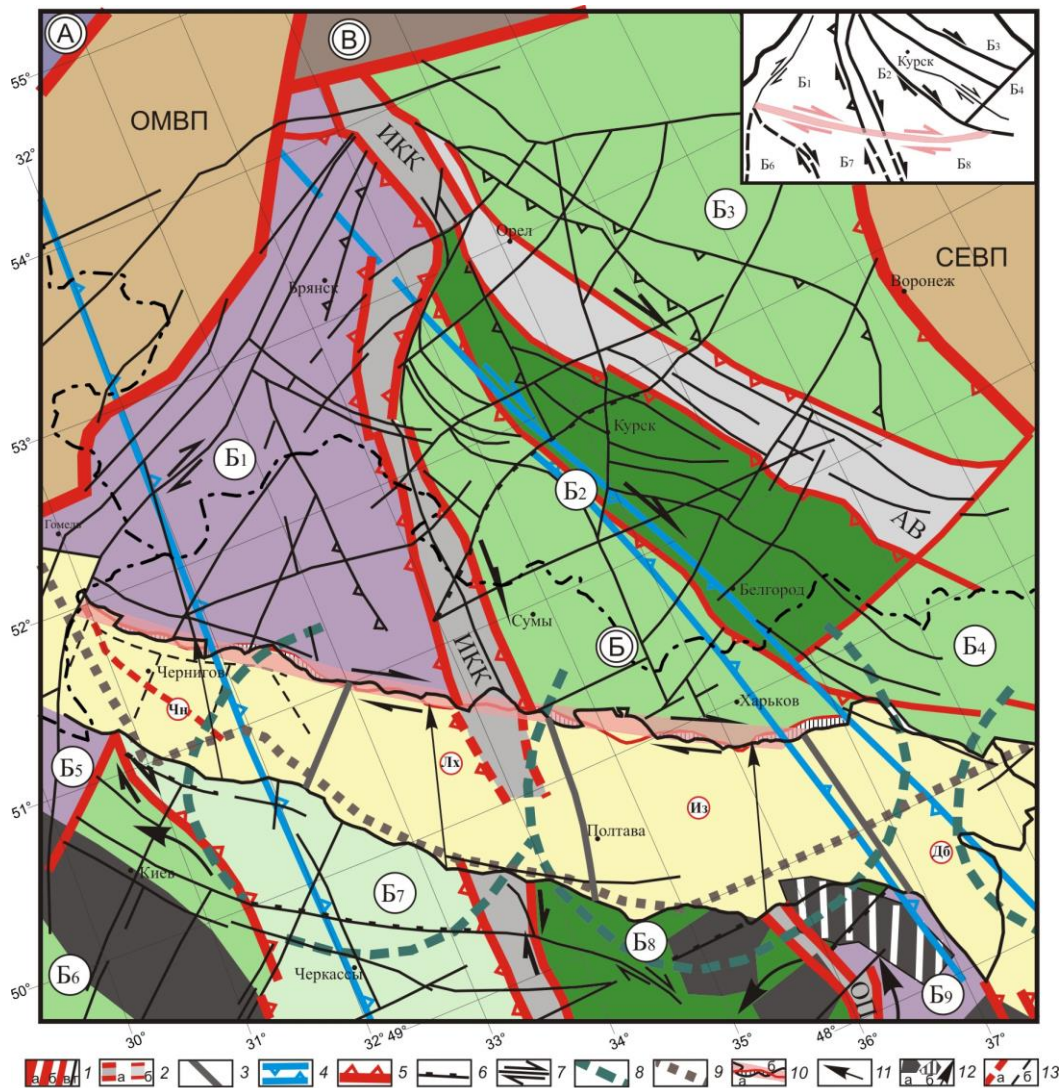 А
В
ОМВП
ИКК
Б3
Орел
Брянск
СЕВП
Воронеж
Курск
Б1
Б2
АВ
Гомель
Белгород
Сумы
Б
Б4
ИКК
Чернигов
Чн
Харьков
Лх
Из
Б5
Полтава
Дб
Киев
Б7
Б8
Черкассы
Б6
ОП
Б9
Б1
Б2
Курск
Б3
Б4
Б6
Б7
Б8
55°
32°
54°
53°
52°
51°
50°
30°
31°
32°
49°
33°
34°
35°
48°
36°
37°
а б в г 1
а б 2
3
4
5
6
7
8
9
а б 10
11
а б 12
а б 13